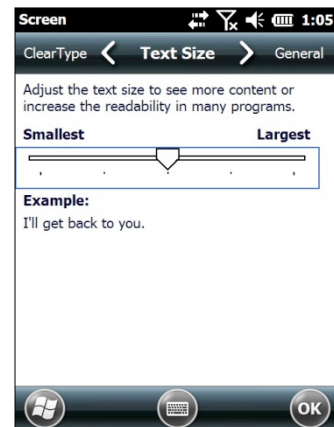 Screen 1:05
ClearType Text Size General
Adjust the text size to see more content or
increase the readability in many programs.
Smallest Largest
Example:
I'll get back to you.
OK